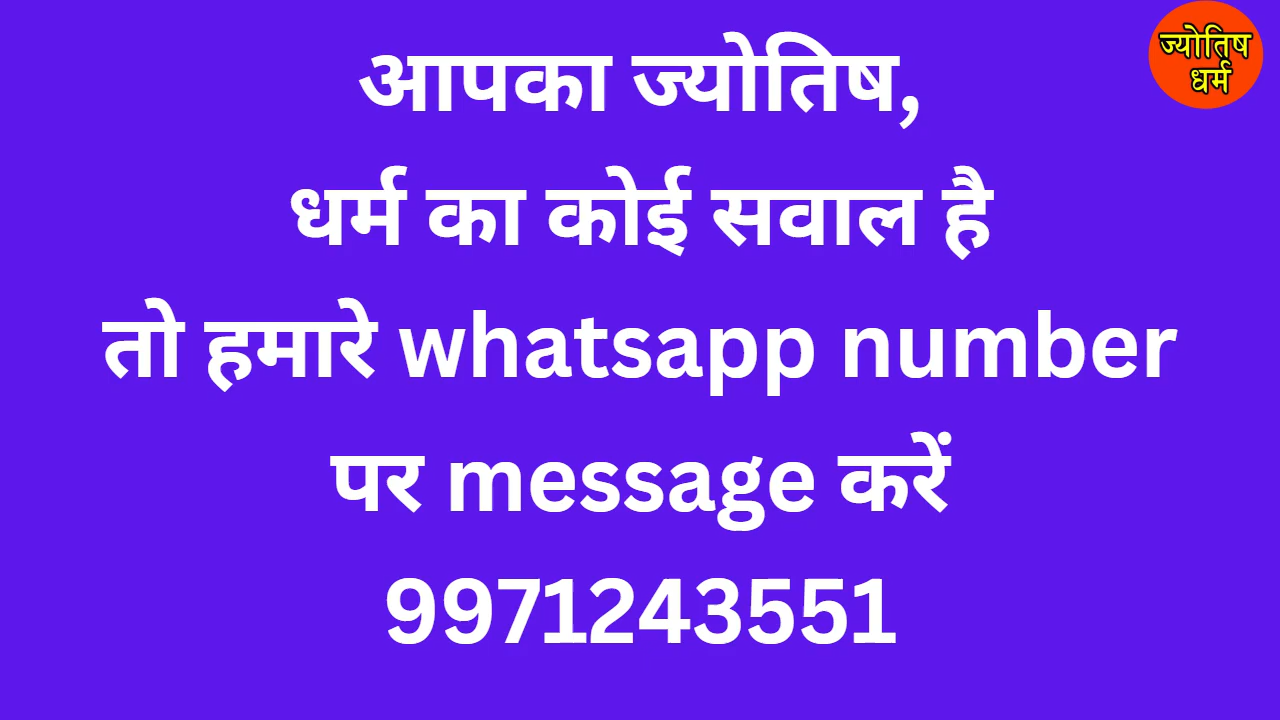 आपका ज्योतिष,
धर्म का कोई सवाल है
तो हमारे whatsapp number
पर message करें
9971243551
ज्योतिष
धर्म